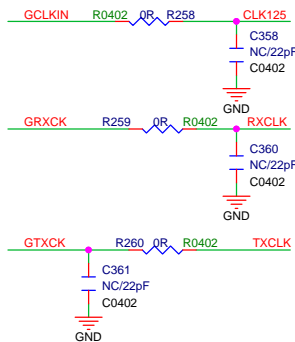 GCLKIN R0402 0R R258 CLK125
C358
NC/22pF
C0402
GND
GRXCK R259 0R R0402 RXCLK
C360
NC/22pF
C0402
GND
GTXCK R260 0R R0402 TXCLK
C361
NC/22pF
C0402
GND